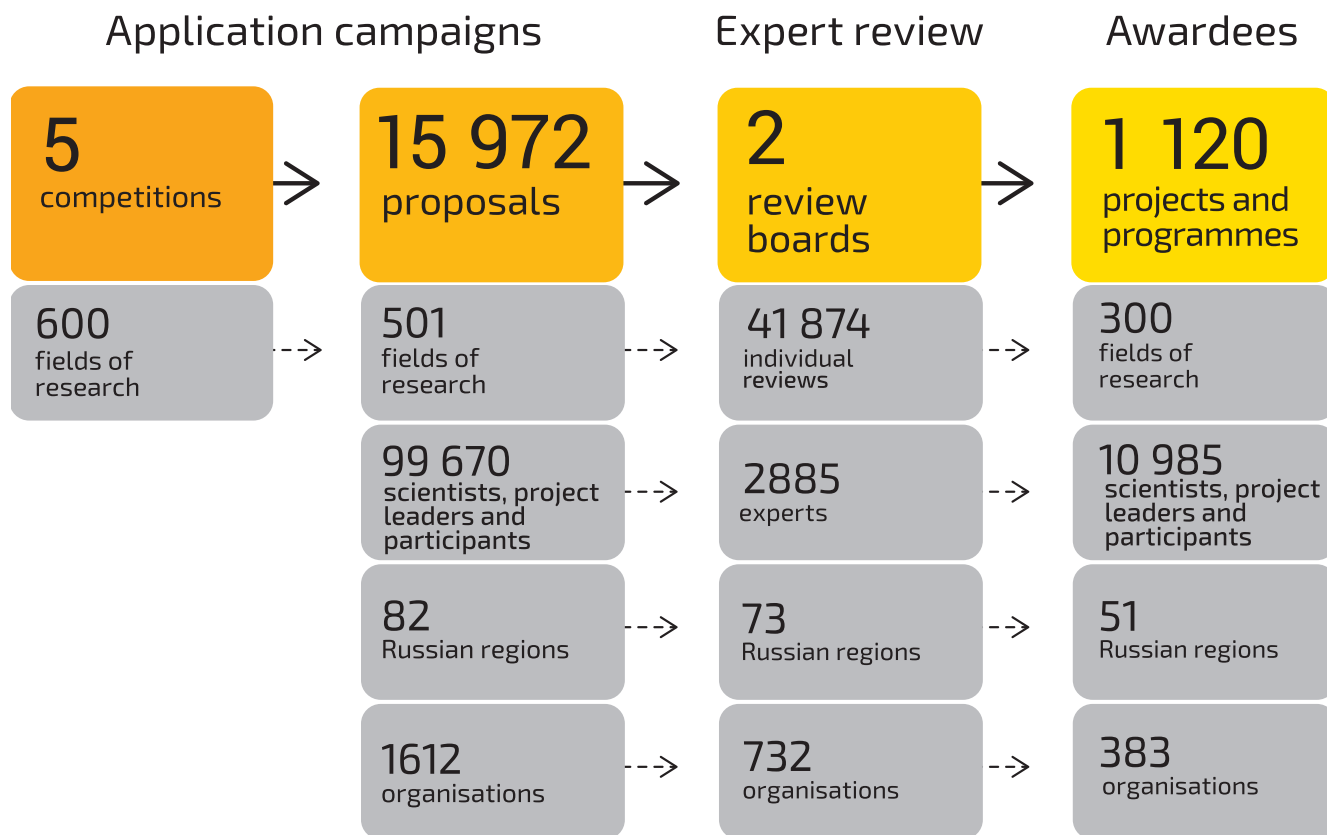 Application campaigns
Expert review
Awardees
5
competitions
15 972
proposals
2
review
boards
1 120
projects and
programmes
600
fields of
research
501
fields of
research
41 874
individual
reviews
300
fields of
research
99 670
scientists, project
leaders and
participants
2885
experts
10 985
scientists, project
leaders and
participants
82
Russian regions
73
Russian regions
51
Russian regions
1612
organisations
732
organisations
383
organisations